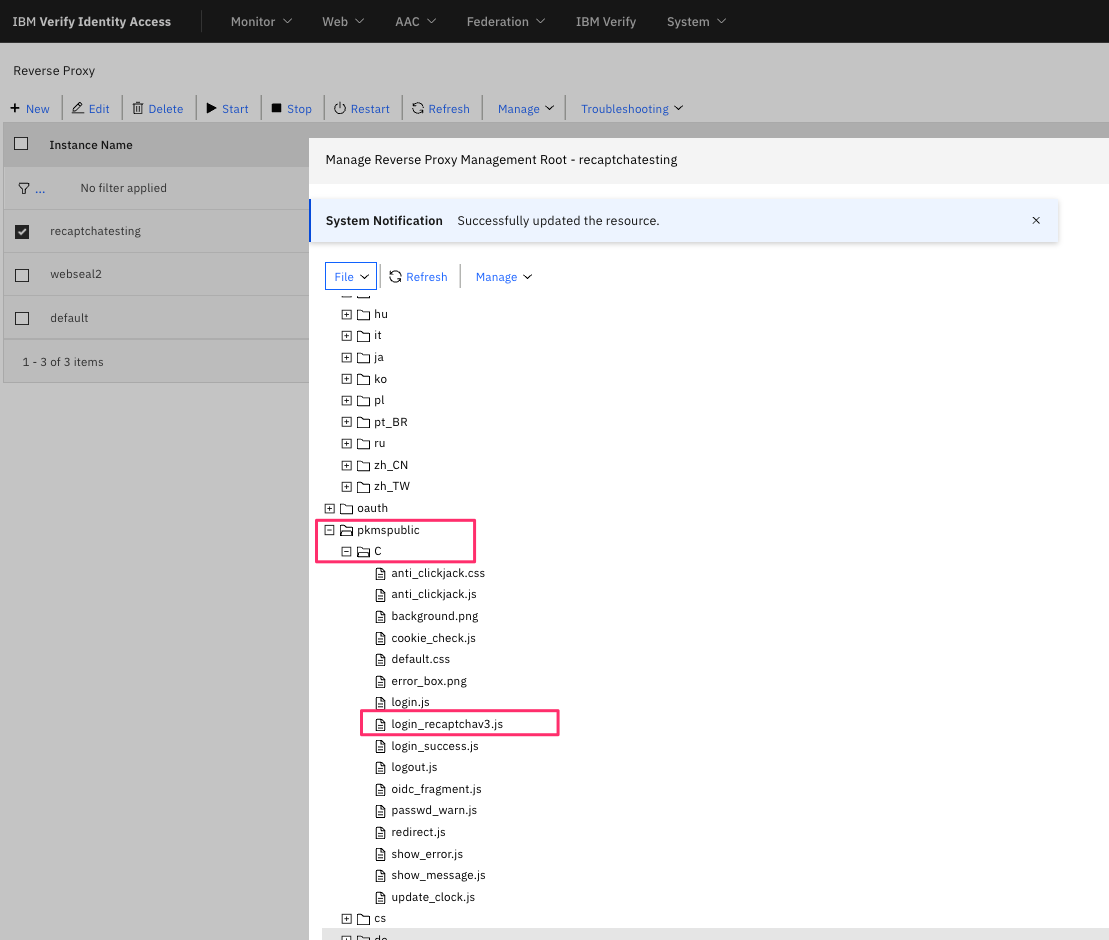 IBM Verify Identity Access Monitor Web AAC Federation IBM Verify System
Reverse Proxy
New Edit Delete Start Stop Restart Refresh Manage Troubleshooting
Instance Name
... No filter applied
recaptchatesting
webseal2
default
1 - 3 of 3 items
Manage Reverse Proxy Management Root - recaptchatesting
System Notification Successfully updated the resource.
File Refresh Manage
hu
it
ja
ko
pl
pt_BR
ru
zh_CN
zh_TW
oauth
pkmspublic
C
anti_clickjack.css
anti_clickjack.js
background.png
cookie_check.js
default.css
error_box.png
login.js
login_recaptchav3.js
login_success.js
logout.js
oidc_fragment.js
passwd_warn.js
redirect.js
show_error.js
show_message.js
update_clock.js
cs